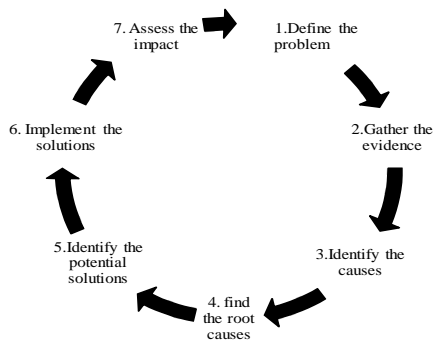 1.Define the
problem
2.Gather the
evidence
3.Identify the
causes
4. find
the root
causes
5.Identify the
potential
solutions
6. Implement the
solutions
7. Assess the
impact